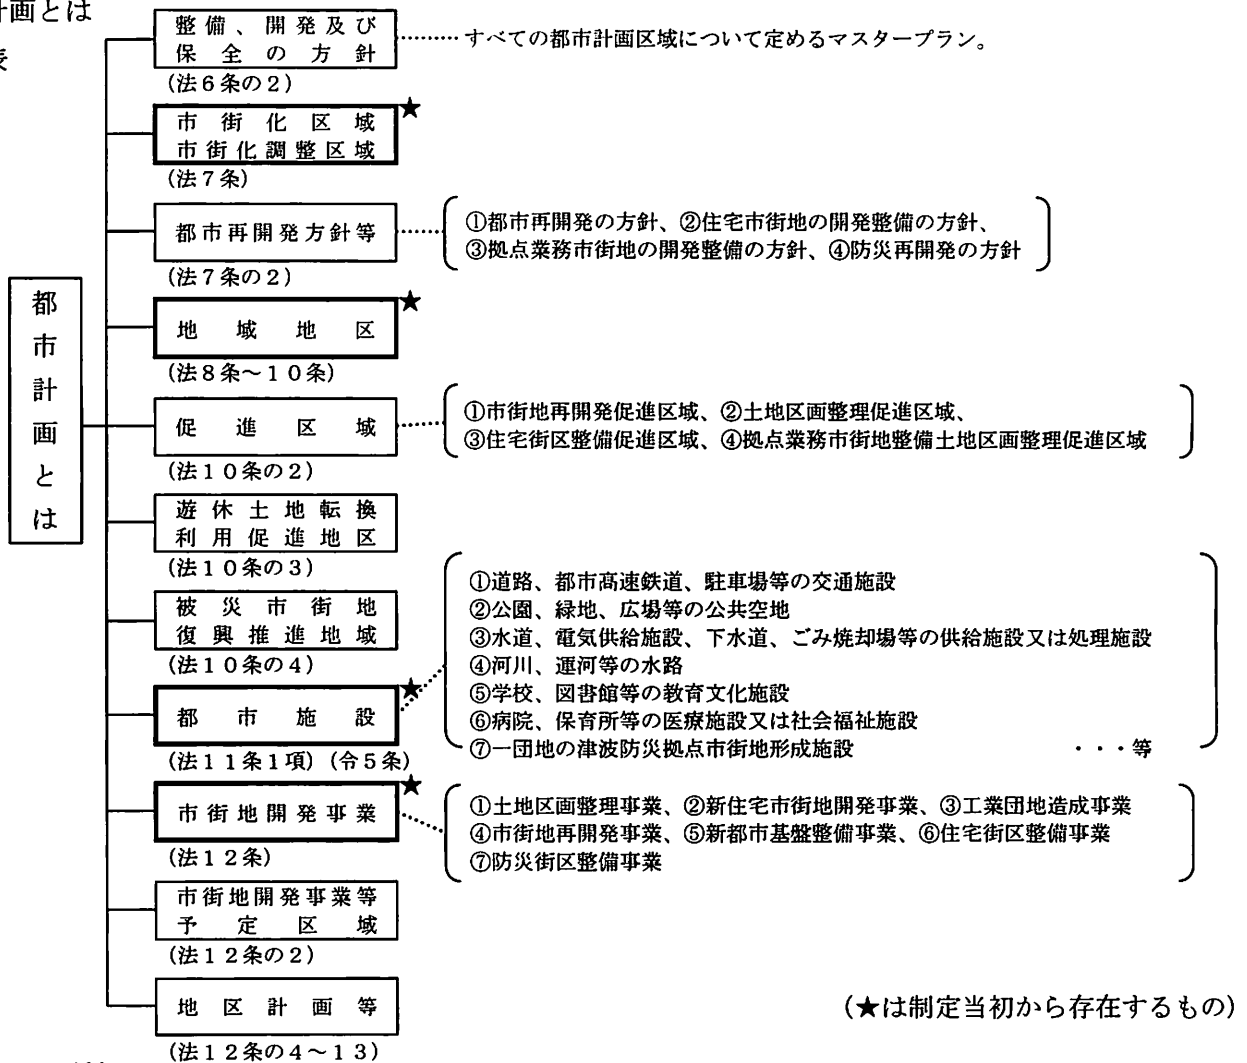 計画とは
表
整備、開発及び
保全の方針
………すべての都市計画区域について定めるマスタープラン。
(法6条の2)
市街化区域★
市街化調整区域
(法7条)
都市再開発方針等
①都市再開発の方針、②住宅市街地の開発整備の方針、
③拠点業務市街地の開発整備の方針、④防災再開発の方針
(法7条の2)
地域地区★
(法8条〜10条)
都市計画とは
促進区域
①市街地再開発促進区域、②土地区画整理促進区域、
③住宅街区整備促進区域、④拠点業務市街地整備土地区画整理促進区域
(法10条の2)
遊休土地転換
利用促進地区
(法10条の3)
被災市街地
復興推進地域
(法10条の4)
都市施設★
①道路、都市高速鉄道、駐車場等の交通施設
②公園、緑地、広場等の公共空地
③水道、電気供給施設、下水道、ごみ焼却場等の供給施設又は処理施設
④河川、運河等の水路
⑤学校、図書館等の教育文化施設
⑥病院、保育所等の医療施設又は社会福祉施設
⑦一団地の津波防災拠点市街地形成施設 ・・・等
(法11条1項)(令5条)
市街地開発事業★
①土地区画整理事業、②新住宅市街地開発事業、③工業団地造成事業
④市街地再開発事業、⑤新都市基盤整備事業、⑥住宅街区整備事業
⑦防災街区整備事業
(法12条)
市街地開発事業等
予定区域
(法12条の2)
地区計画等
(法12条の4〜13)
(★は制定当初から存在するもの)